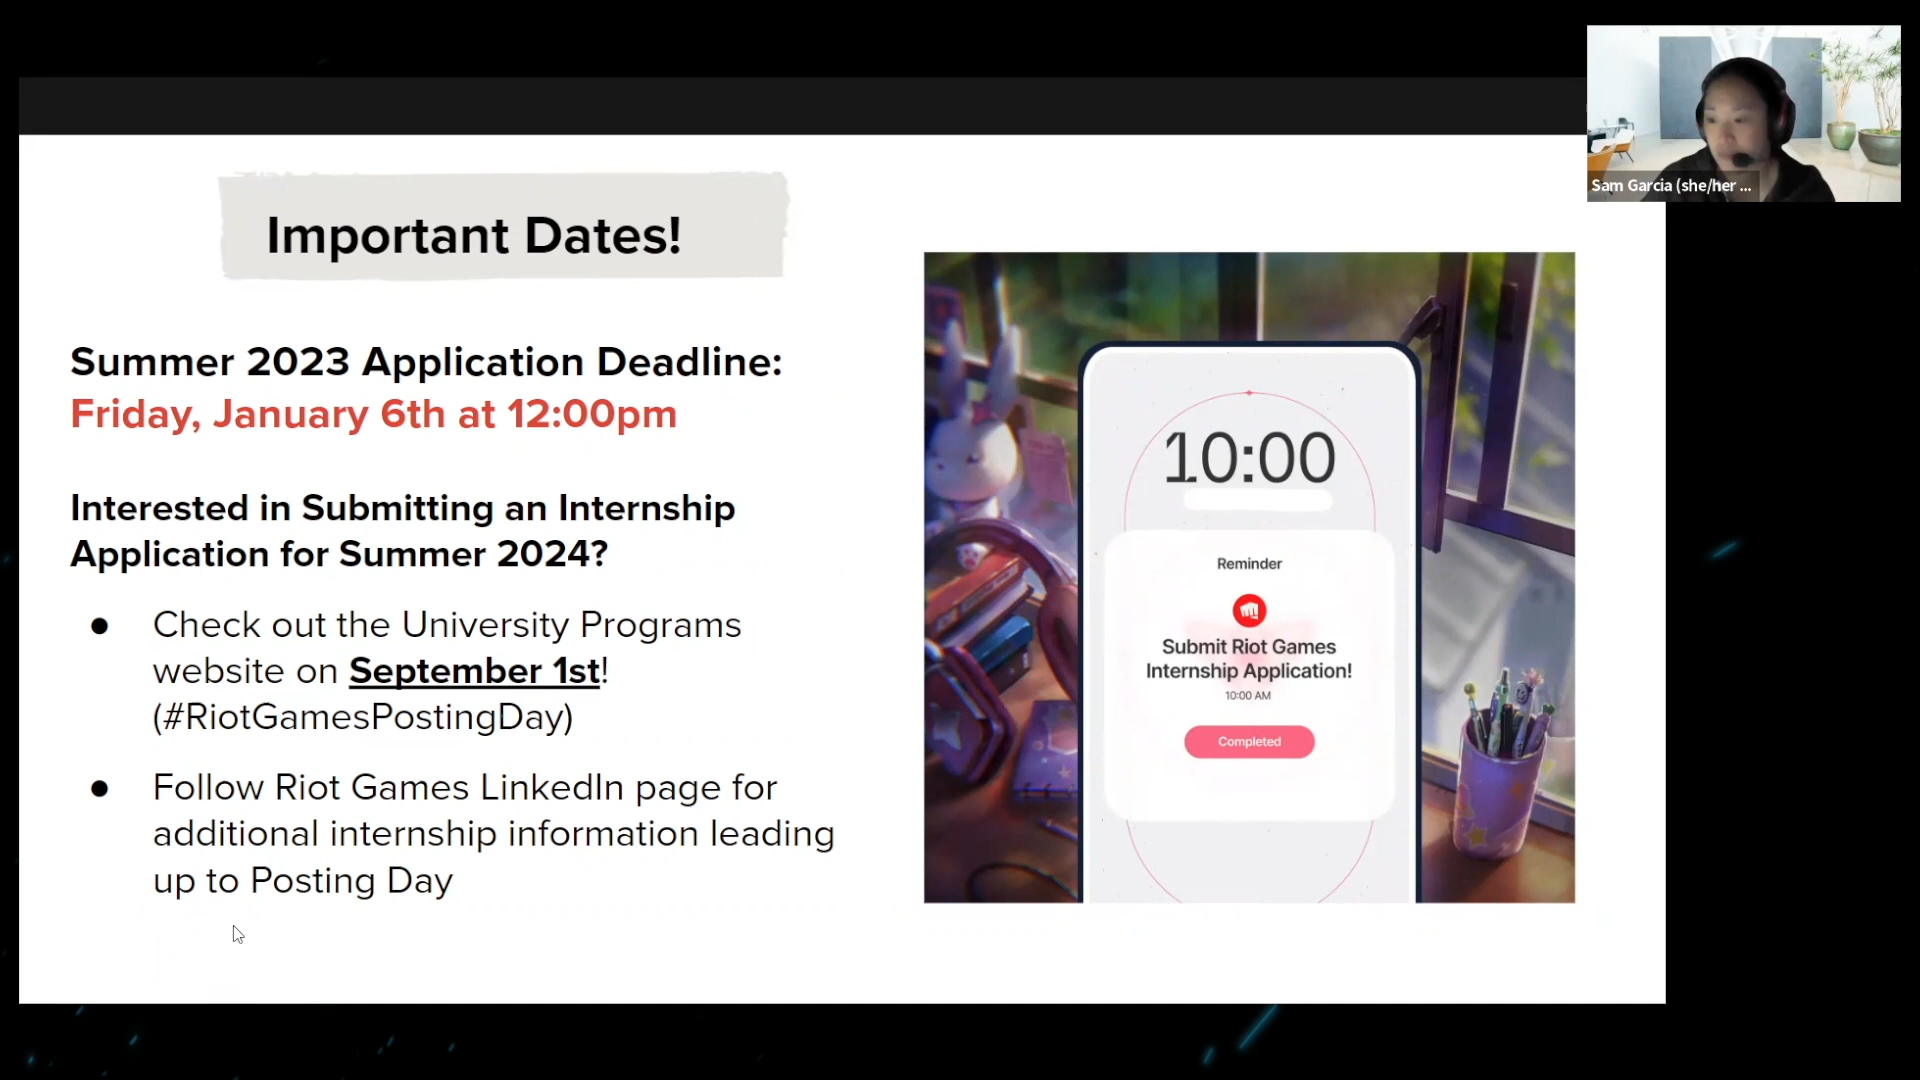 Important Dates!
Summer 2023 Application Deadline:
Friday, January 6th at 12:00pm
Interested in Submitting an Internship
Application for Summer 2024?
● Check out the University Programs
website on September 1st!
(#RiotGamesPostingDay)
● Follow Riot Games LinkedIn page for
additional internship information leading
up to Posting Day
10:00
Reminder
Submit Riot Games
Internship Application!
10:00 AM
Completed
Sam Garcia (she/her ...